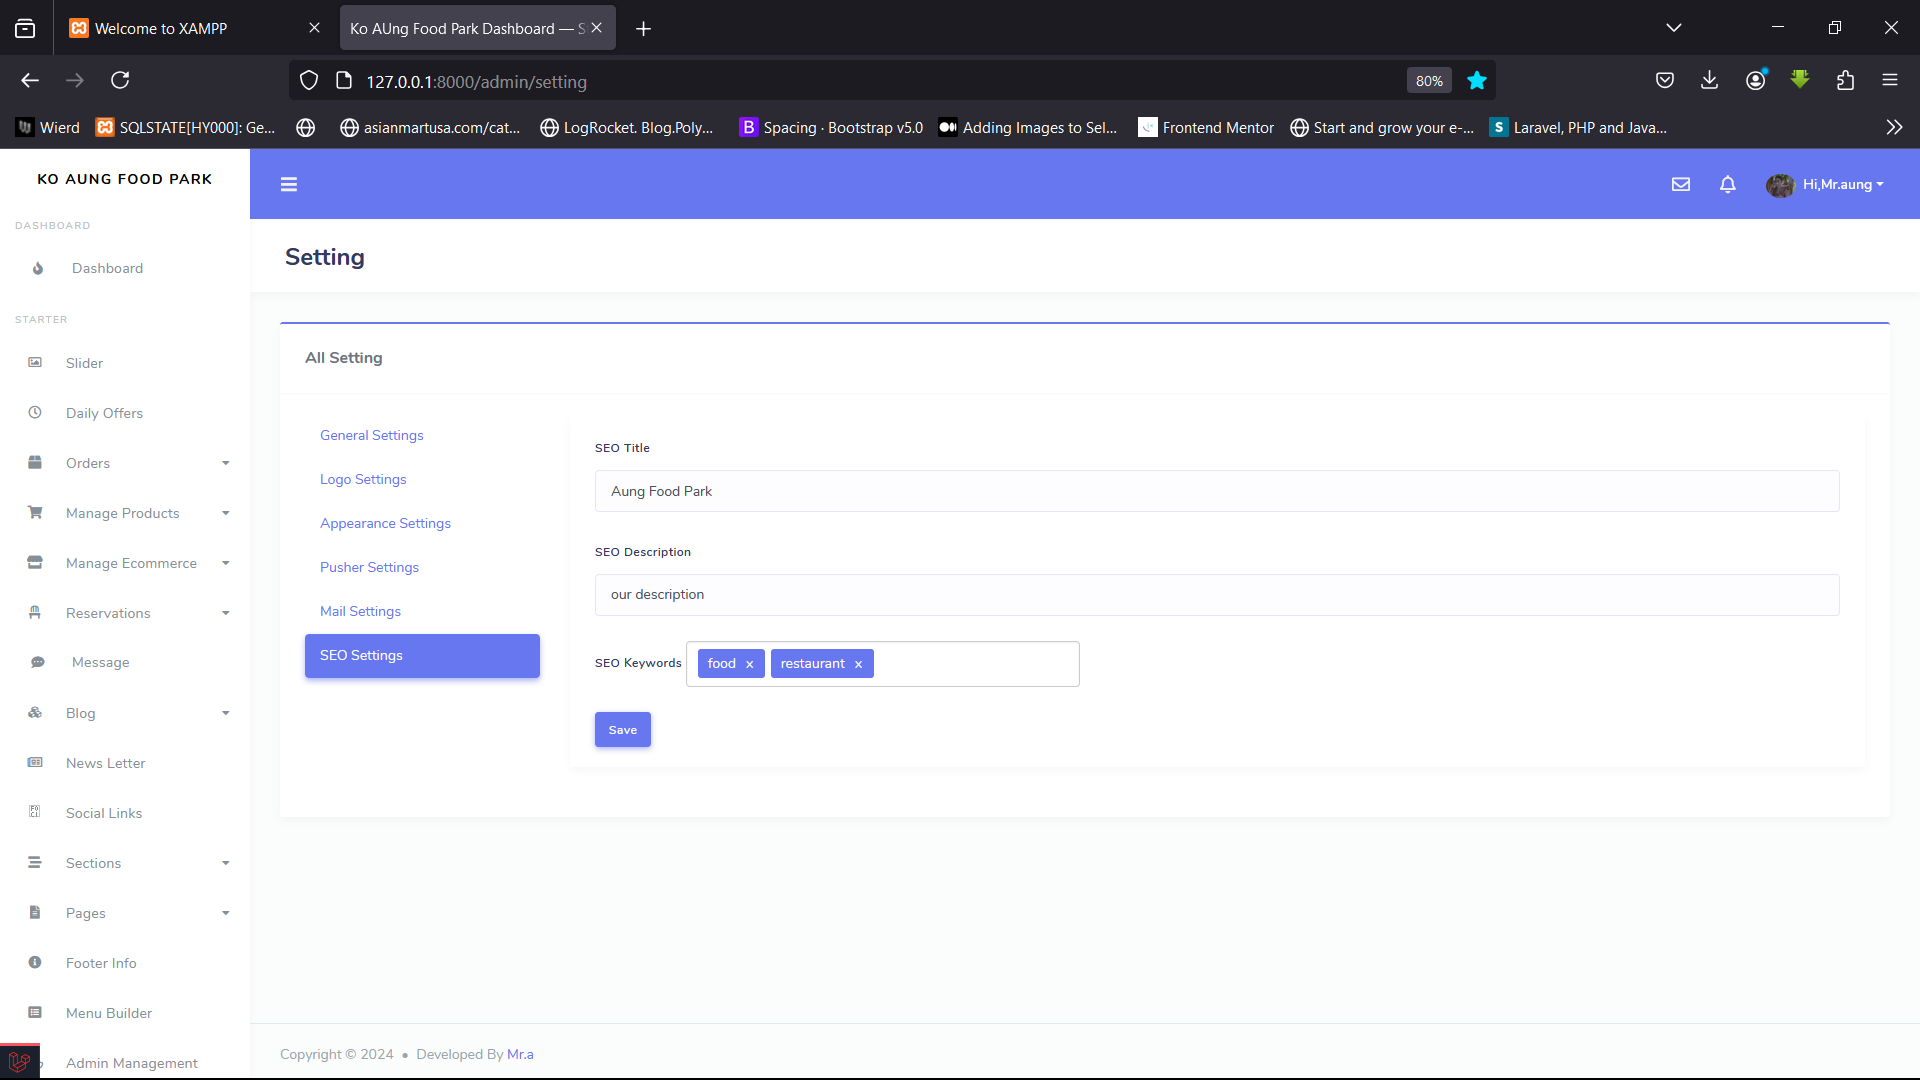 Welcome to XAMPP
Ko AUng Food Park Dashboard — S
127.0.0.1:8000/admin/setting
80%
Wierd
SQLSTATE[HY000]: Ge...
asianmartusa.com/cat...
LogRocket. Blog.Poly...
Spacing · Bootstrap v5.0
Adding Images to Sel...
Frontend Mentor
Start and grow your e-...
Laravel, PHP and Java...
KO AUNG FOOD PARK
Hi,Mr.aung
DASHBOARD
Dashboard
STARTER
Slider
Daily Offers
Orders
Manage Products
Manage Ecommerce
Reservations
Message
Blog
News Letter
Social Links
Sections
Pages
Footer Info
Menu Builder
Admin Management
Setting
All Setting
General Settings
Logo Settings
Appearance Settings
Pusher Settings
Mail Settings
SEO Settings
SEO Title
Aung Food Park
SEO Description
our description
SEO Keywords food × restaurant ×
Save
Copyright © 2024 • Developed By Mr.a